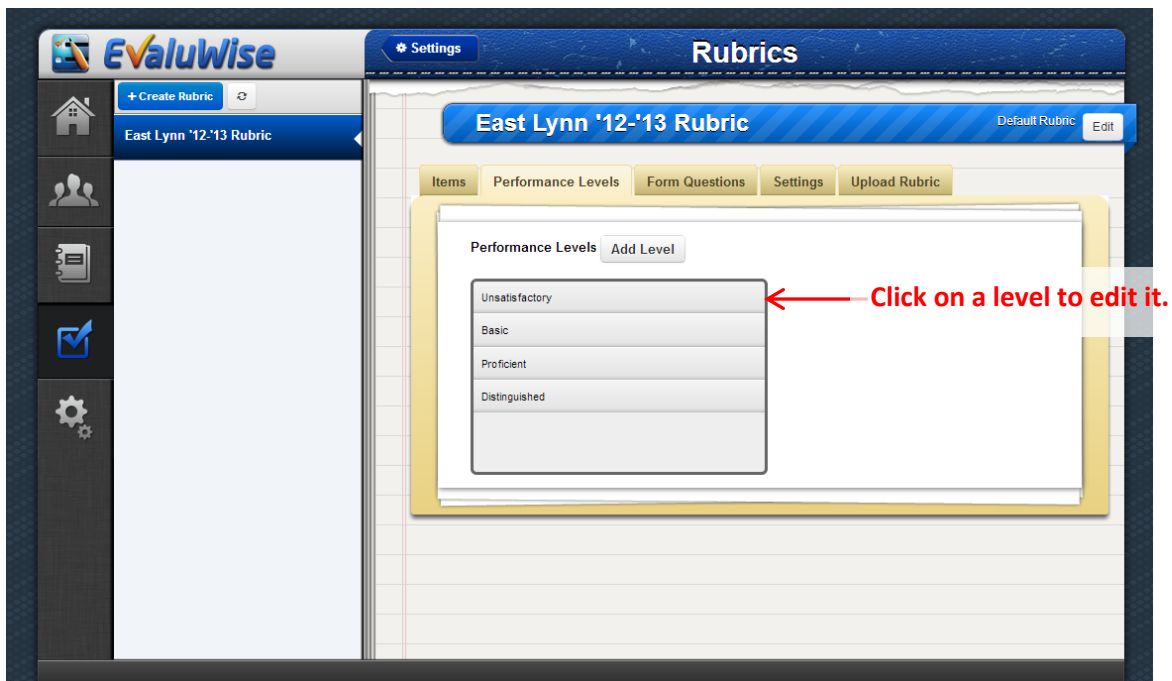 EvaluWise
Settings
Rubrics
+ Create Rubric
East Lynn '12-'13 Rubric
East Lynn '12-'13 Rubric
Default Rubric
Edit
Items
Performance Levels
Form Questions
Settings
Upload Rubric
Performance Levels
Add Level
Unsatisfactory
Click on a level to edit it.
Basic
Proficient
Distinguished